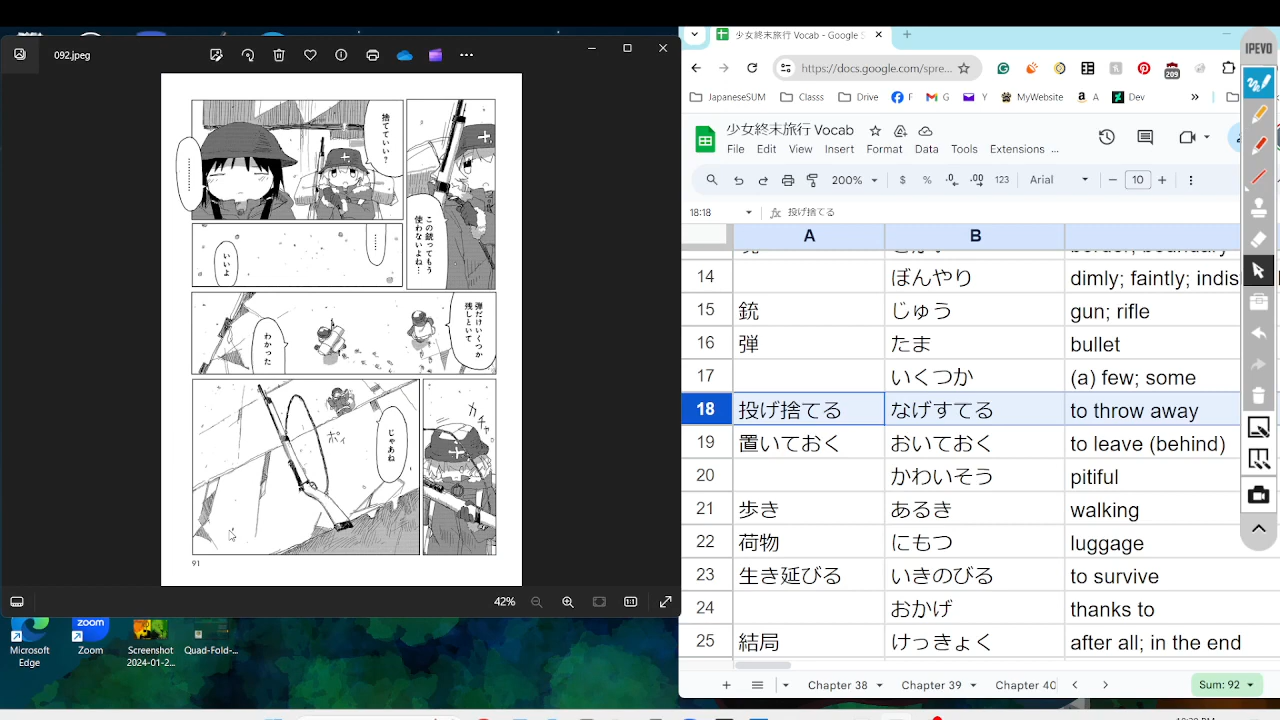 092.jpeg
この銃ってもう
使わないよね…
捨てていい？
………
……
いいよ
弾だけいくつか
残しといて
わかった
カチャ
じゃあね
ポイ
91
42%
Microsoft
Edge
Zoom
Screenshot
2024-01-2...
Quad-Fold-...
少女終末旅行 Vocab - Google S
https://docs.google.com/spre...
209
JapaneseSUM
Classs
Drive
F
G
Y
MyWebsite
A
Dev
少女終末旅行 Vocab
File Edit View Insert Format Data Tools Extensions ...
200% $ % .0 .00 123 Arial 10
18:18 fx 投げ捨てる
A B
14 ぼんやり dimly; faintly; indis
15 銃 じゅう gun; rifle
16 弾 たま bullet
17 いくつか (a) few; some
18 投げ捨てる なげすてる to throw away
19 置いておく おいておく to leave (behind)
20 かわいそう pitiful
21 歩き あるき walking
22 荷物 にもつ luggage
23 生き延びる いきのびる to survive
24 おかげ thanks to
25 結局 けっきょく after all; in the end
Chapter 38 Chapter 39 Chapter 40 Sum: 92
IPEVO